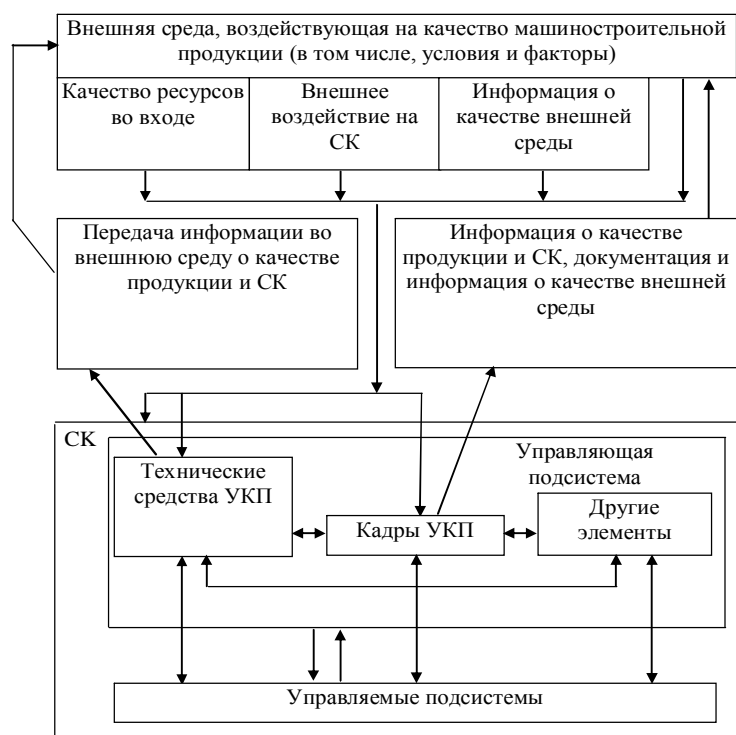 Внешняя среда, воздействующая на качество машиностроительной
продукции (в том числе, условия и факторы)
Качество ресурсов
во входе
Внешнее
воздействие на
СК
Информация о
качестве внешней
среды
Передача информации во
внешнюю среду о качестве
продукции и СК
Информация о качестве
продукции и СК, документация и
информация о качестве внешней
среды
СК
Управляющая
подсистема
Технические
средства УКП
Кадры УКП
Другие
элементы
Управляемые подсистемы